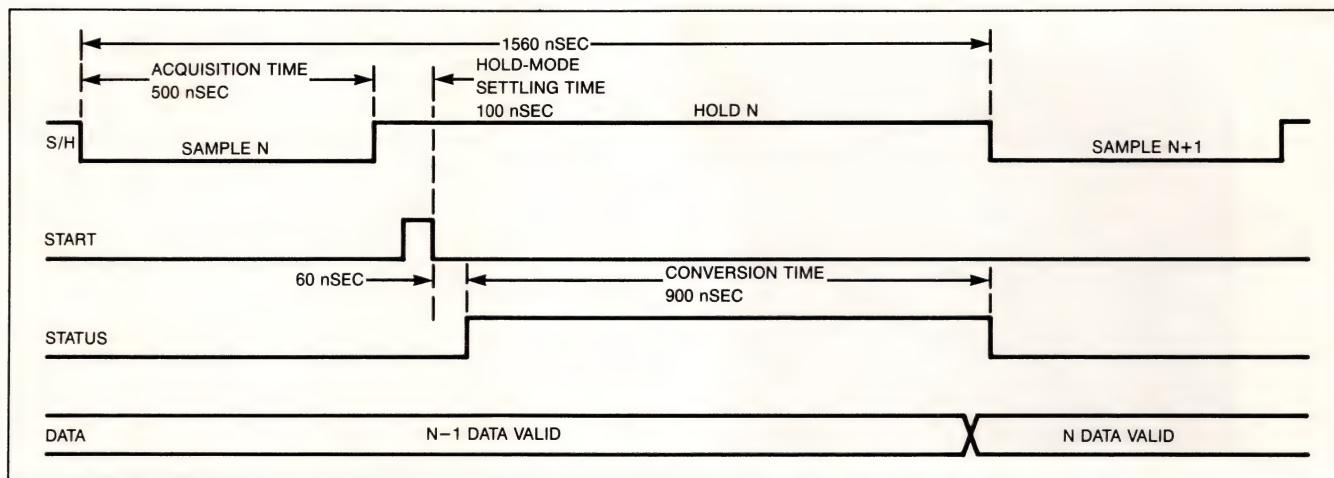 1560 nSEC
ACQUISITION TIME
500 nSEC
HOLD-MODE
SETTLING TIME
100 nSEC
S/H
SAMPLE N
HOLD N
SAMPLE N+1
START
60 nSEC
CONVERSION TIME
900 nSEC
STATUS
DATA
N−1 DATA VALID
N DATA VALID